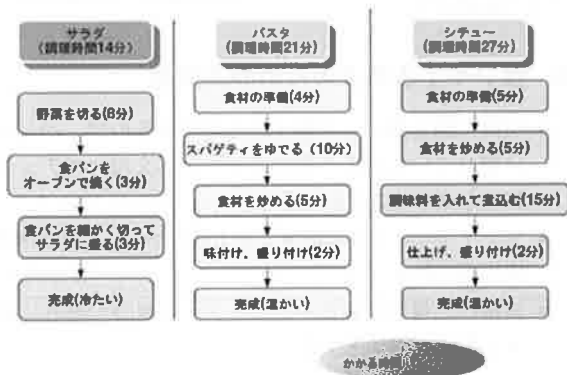 サラダ
(調理時間14分)
野菜を切る(8分)
食パンを
オーブンで焼く(3分)
食パンを細かく切って
サラダに盛る(3分)
完成(冷たい)
パスタ
(調理時間21分)
食材の準備(4分)
スパゲティをゆでる(10分)
食材を炒める(5分)
味付け、盛り付け(2分)
完成(温かい)
シチュー
(調理時間27分)
食材の準備(5分)
食材を炒める(5分)
調味料を入れて煮込む(15分)
仕上げ、盛り付け(2分)
完成(温かい)
かかる時間